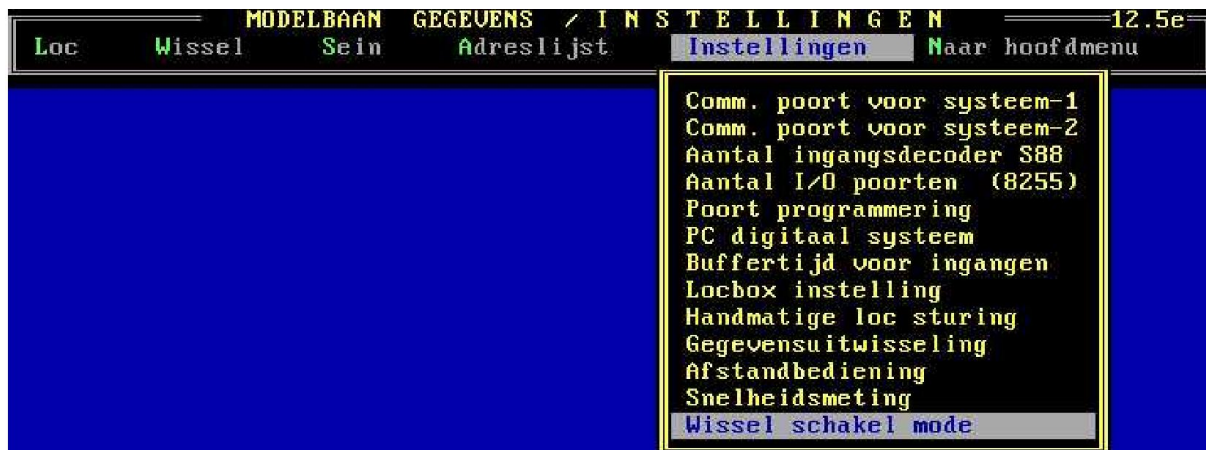 MODELBAAN GEGEVENS / I N S T E L L I N G E N 12.5e
Loc Wissel Sein Adreslijst Instellingen Naar hoofdmenu
Comm. poort voor systeem-1
Comm. poort voor systeem-2
Aantal ingangsdecoder S88
Aantal I/O poorten (8255)
Poort programmering
PC digitaal systeem
Buffertijd voor ingangen
Locbox instelling
Handmatige loc sturing
Gegevensuitwisseling
Afstandbediening
Snelheidsmeting
Wissel schakel mode